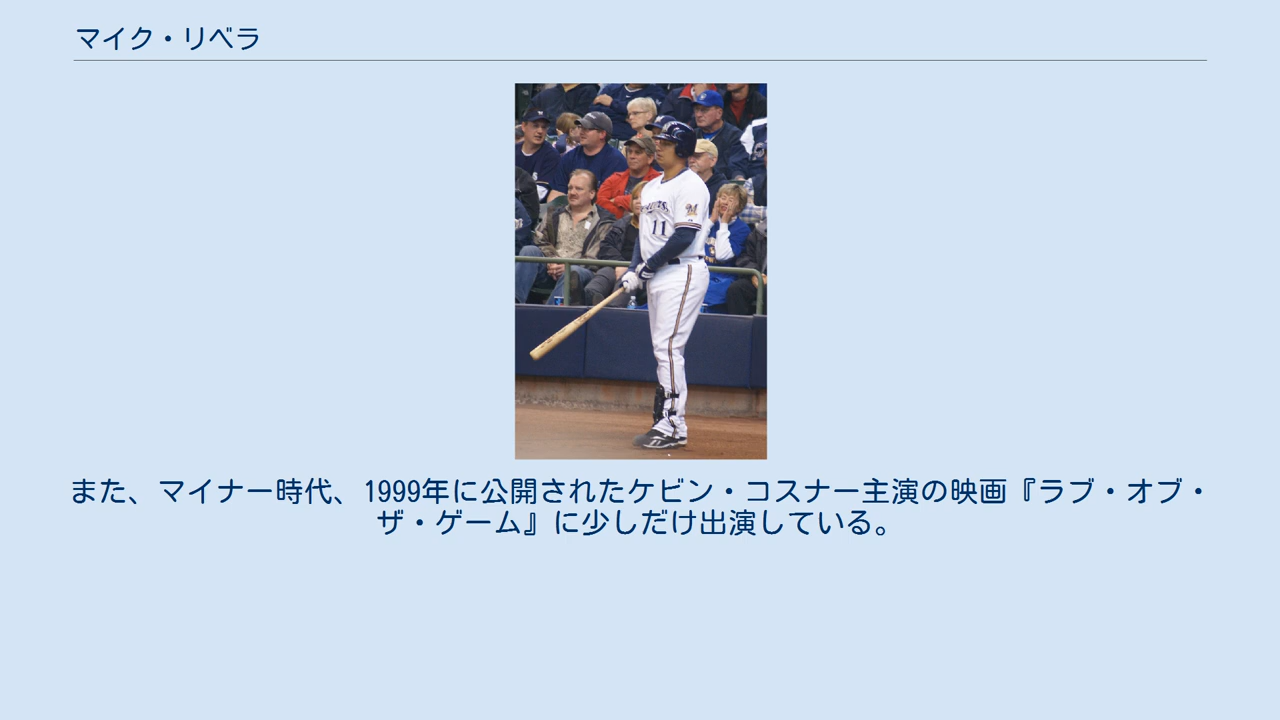 マイク・リベラ
11
また、マイナー時代、1999年に公開されたケビン・コスナー主演の映画『ラブ・オブ・
ザ・ゲーム』に少しだけ出演している。